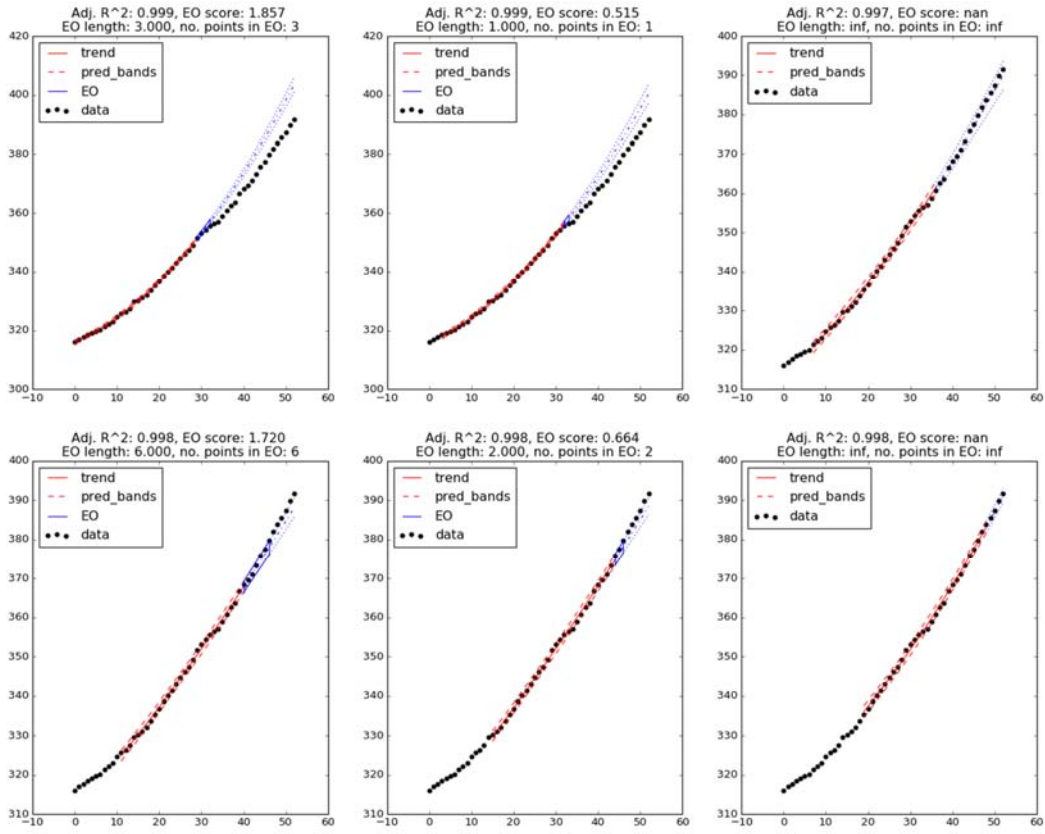 Adj. R^2: 0.999, EO score: 1.857
EO length: 3.000, no. points in EO: 3
420
400
380
360
340
320
300
-10 0 10 20 30 40 50 60
trend
pred_bands
EO
data
Adj. R^2: 0.999, EO score: 0.515
EO length: 1.000, no. points in EO: 1
420
400
380
360
340
320
300
-10 0 10 20 30 40 50 60
trend
pred_bands
EO
data
Adj. R^2: 0.997, EO score: nan
EO length: inf, no. points in EO: inf
400
390
380
370
360
350
340
330
320
310
-10 0 10 20 30 40 50 60
trend
pred_bands
data
Adj. R^2: 0.998, EO score: 1.720
EO length: 6.000, no. points in EO: 6
400
390
380
370
360
350
340
330
320
310
-10 0 10 20 30 40 50 60
trend
pred_bands
EO
data
Adj. R^2: 0.998, EO score: 0.664
EO length: 2.000, no. points in EO: 2
400
390
380
370
360
350
340
330
320
310
-10 0 10 20 30 40 50 60
trend
pred_bands
EO
data
Adj. R^2: 0.998, EO score: nan
EO length: inf, no. points in EO: inf
400
390
380
370
360
350
340
330
320
310
-10 0 10 20 30 40 50 60
trend
pred_bands
data